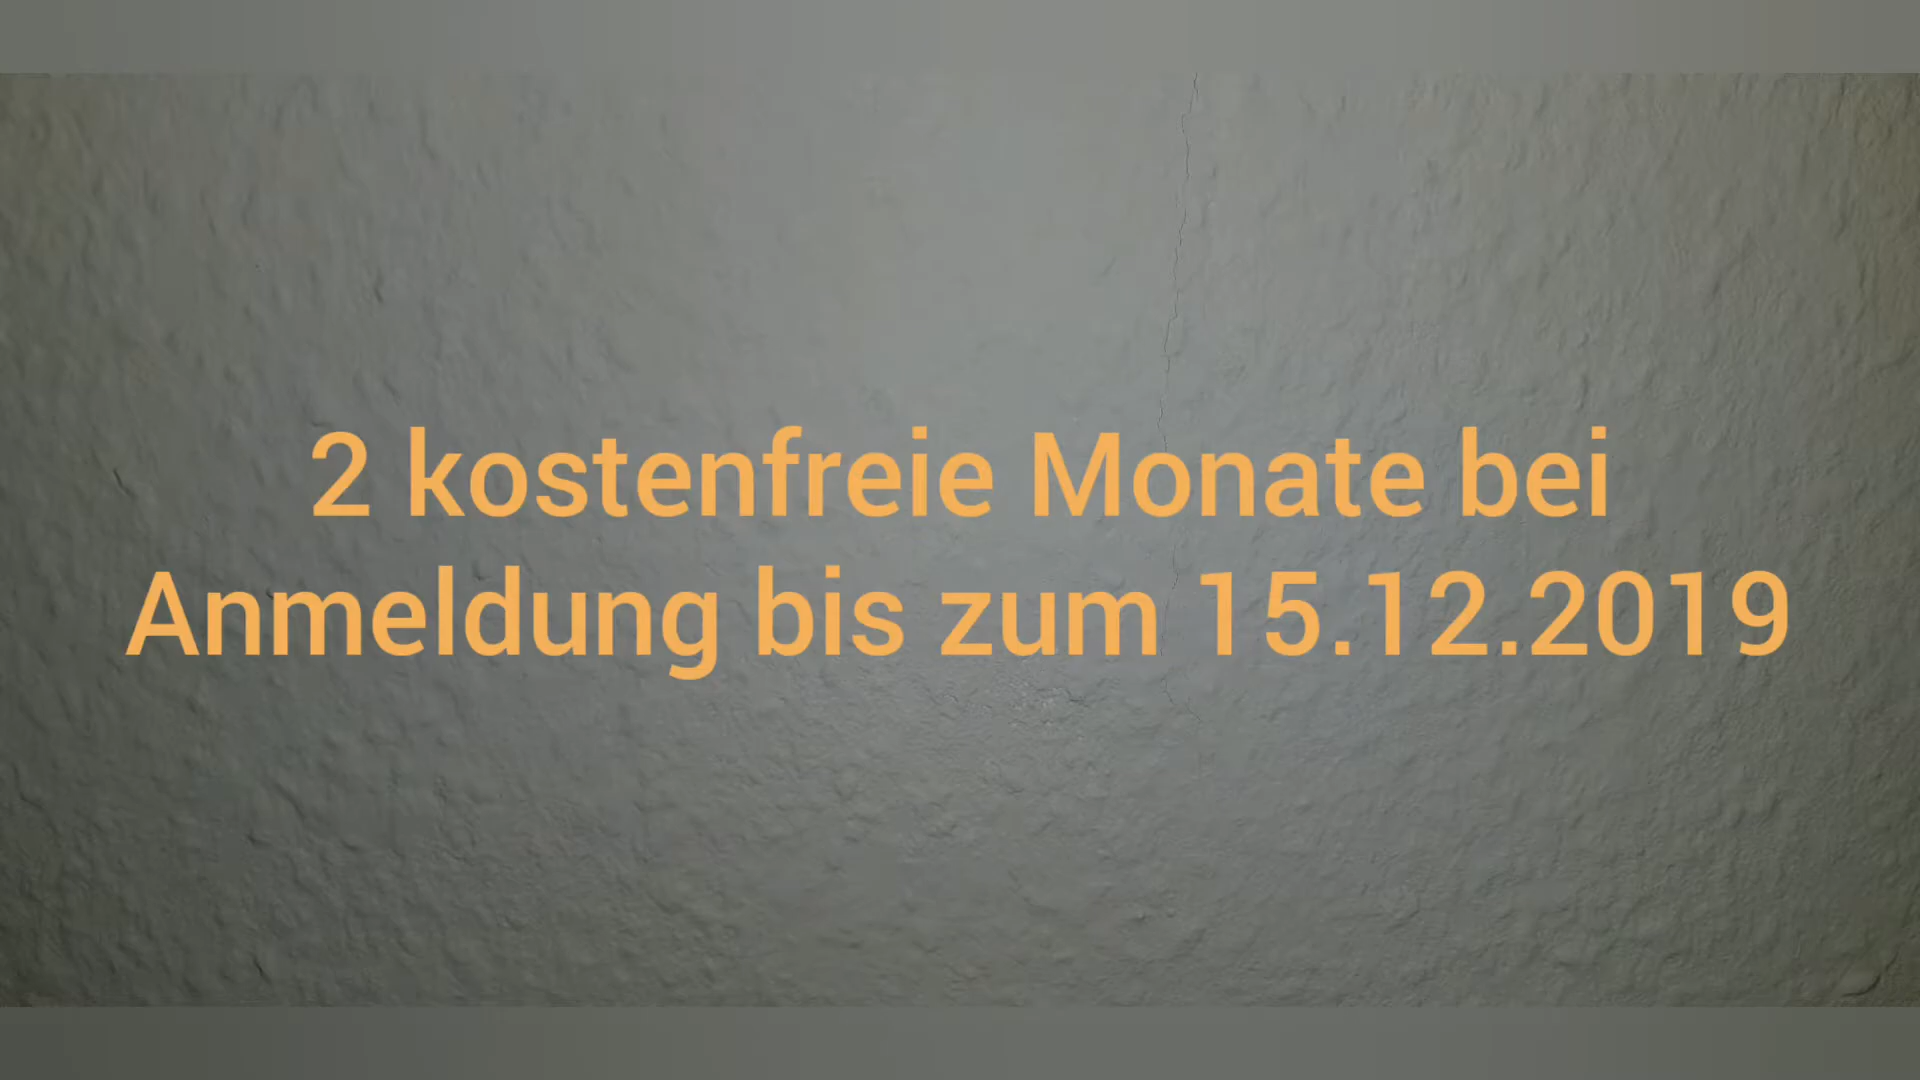 2 kostenfreie Monate bei
Anmeldung bis zum 15.12.2019